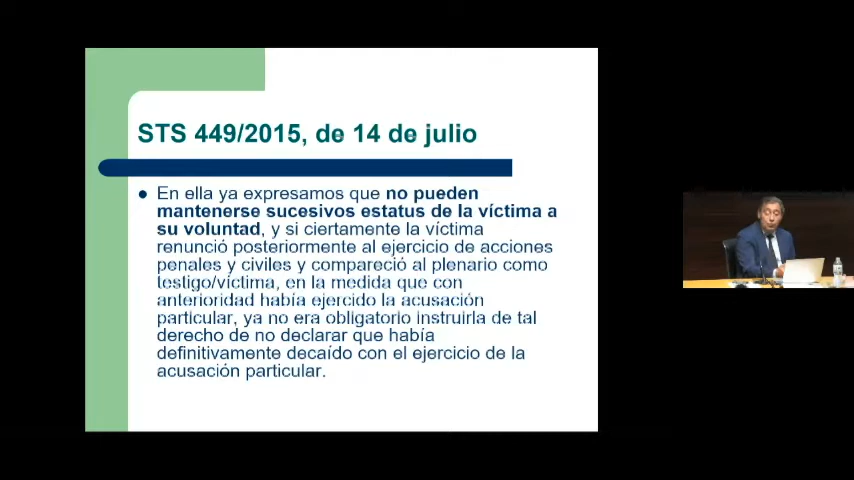 STS 449/2015, de 14 de julio
En ella ya expresamos que no pueden
mantenerse sucesivos estatus de la víctima a
su voluntad, y si ciertamente la víctima
renunció posteriormente al ejercicio de acciones
penales y civiles y compareció al plenario como
testigo/víctima, en la medida que con
anterioridad había ejercido la acusación
particular, ya no era obligatorio instruirla de tal
derecho de no declarar que había
definitivamente decaído con el ejercicio de la
acusación particular.